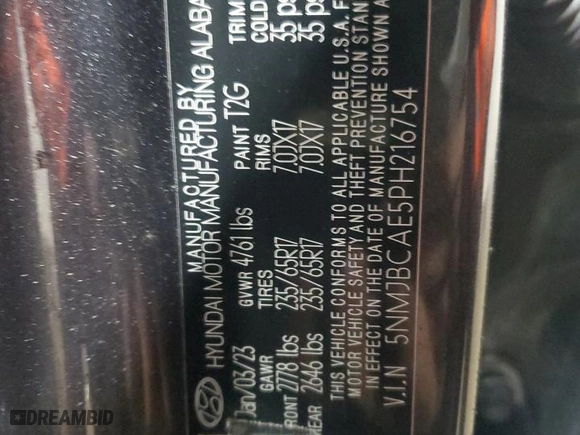 MANUFACTURED BY
HYUNDAI MOTOR MANUFACTURING ALABA
Jan/03/23 GVWR 4761 lbs PAINT T2G TRIM
GAWR TIRES RIMS COLD
FRONT 2778 lbs 235/65R17 7.0JX17 35 ps
REAR 2646 lbs 235/65R17 7.0JX17 35 ps
THIS VEHICLE CONFORMS TO ALL APPLICABLE U.S.A. F
MOTOR VEHICLE SAFETY AND THEFT PREVENTION STAN
IN EFFECT ON THE DATE OF MANUFACTURE SHOWN A
V.I.N 5NMJBCAE5PH216754
DREAMBID